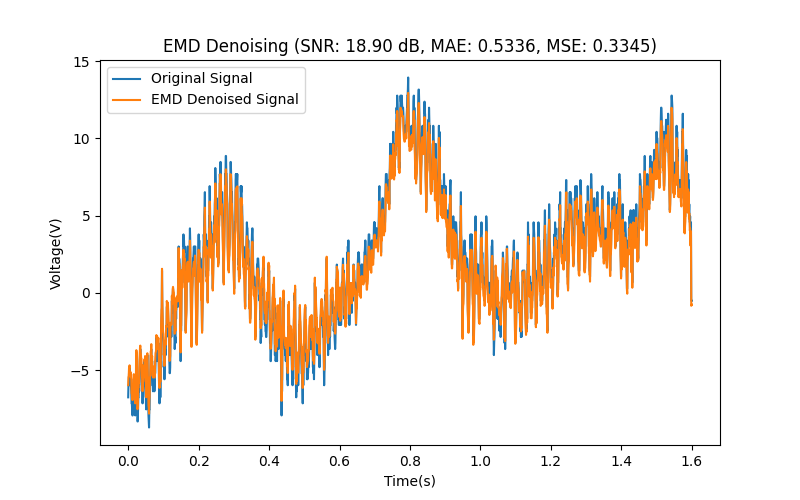 EMD Denoising (SNR: 18.90 dB, MAE: 0.5336, MSE: 0.3345)
Original Signal
EMD Denoised Signal
15
10
5
0
−5
Voltage(V)
0.0 0.2 0.4 0.6 0.8 1.0 1.2 1.4 1.6
Time(s)